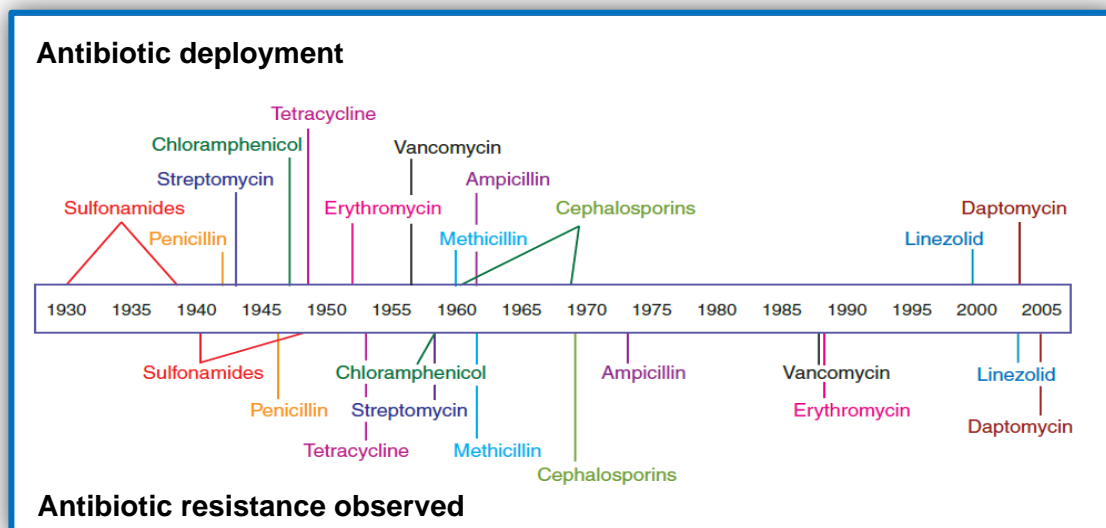 Antibiotic deployment
Tetracycline
Chloramphenicol
Vancomycin
Streptomycin
Ampicillin
Sulfonamides
Erythromycin
Cephalosporins
Daptomycin
Penicillin
Methicillin
Linezolid
1930 1935 1940 1945 1950 1955 1960 1965 1970 1975 1980 1985 1990 1995 2000 2005
Sulfonamides
Chloramphenicol
Ampicillin
Vancomycin
Linezolid
Penicillin
Streptomycin
Erythromycin
Daptomycin
Tetracycline
Methicillin
Cephalosporins
Antibiotic resistance observed